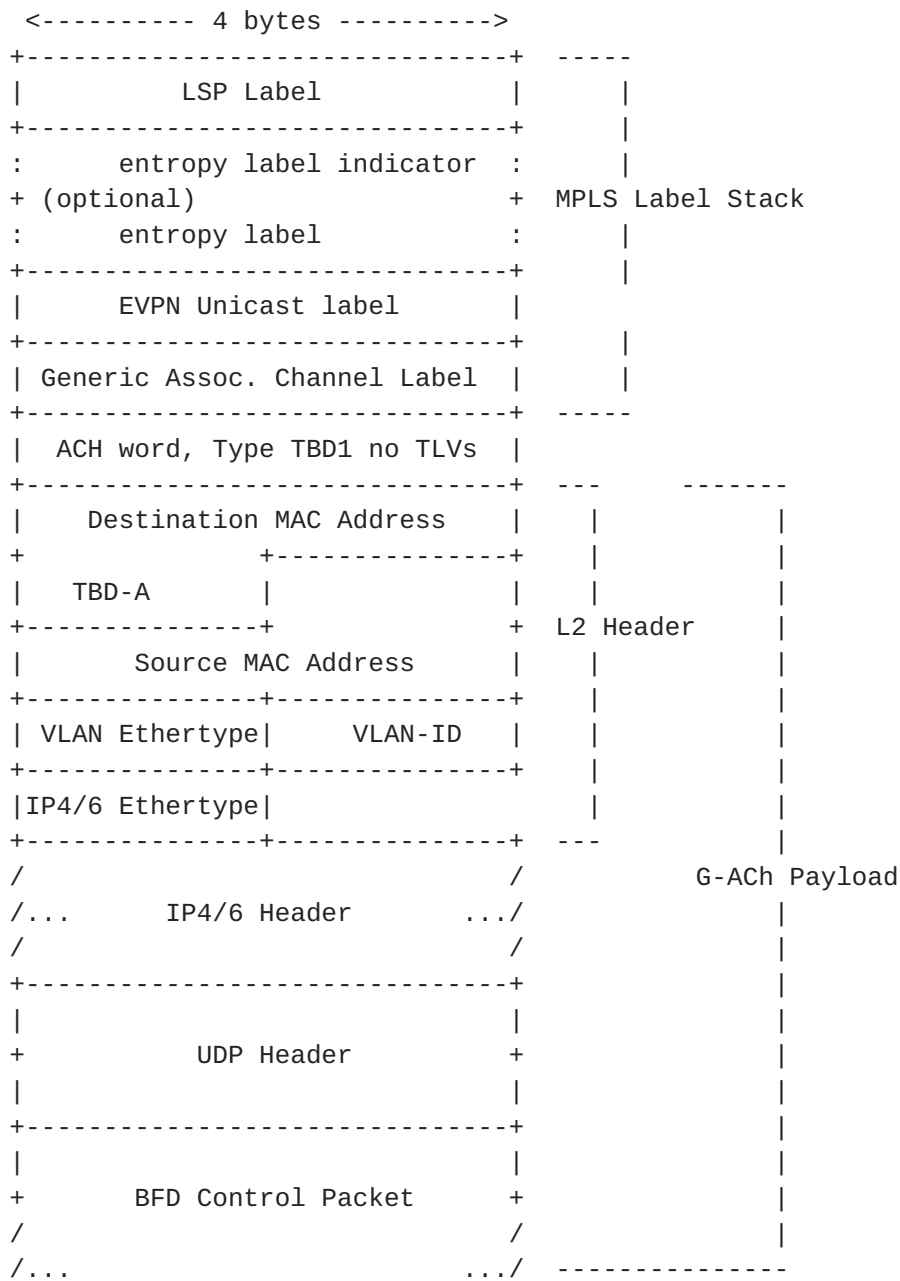 <---------- 4 bytes ---------->
+-------------------------------+  -----
|          LSP Label            |      |
+-------------------------------+      |
:      entropy label indicator  :      |
+ (optional)                    +  MPLS Label Stack
:      entropy label            :      |
+-------------------------------+      |
|      EVPN Unicast label       |
+-------------------------------+      |
| Generic Assoc. Channel Label  |      |
+-------------------------------+  -----
|  ACH word, Type TBD1 no TLVs  |
+-------------------------------+  ---     -------
|    Destination MAC Address    |    |           |
+               +---------------+    |           |
|   TBD-A       |               |    |           |
+---------------+               +  L2 Header     |
|       Source MAC Address      |    |           |
+---------------+---------------+    |           |
| VLAN Ethertype|     VLAN-ID   |    |           |
+---------------+---------------+    |           |
|IP4/6 Ethertype|                    |           |
+---------------+---------------+  ---           |
/                               /           G-ACh Payload
/...      IP4/6 Header       .../                |
/                               /                |
+-------------------------------+                |
|                               |                |
+           UDP Header          +                |
|                               |                |
+-------------------------------+                |
|                               |                |
+       BFD Control Packet      +                |
/                               /                |
/...                         .../  ---------------